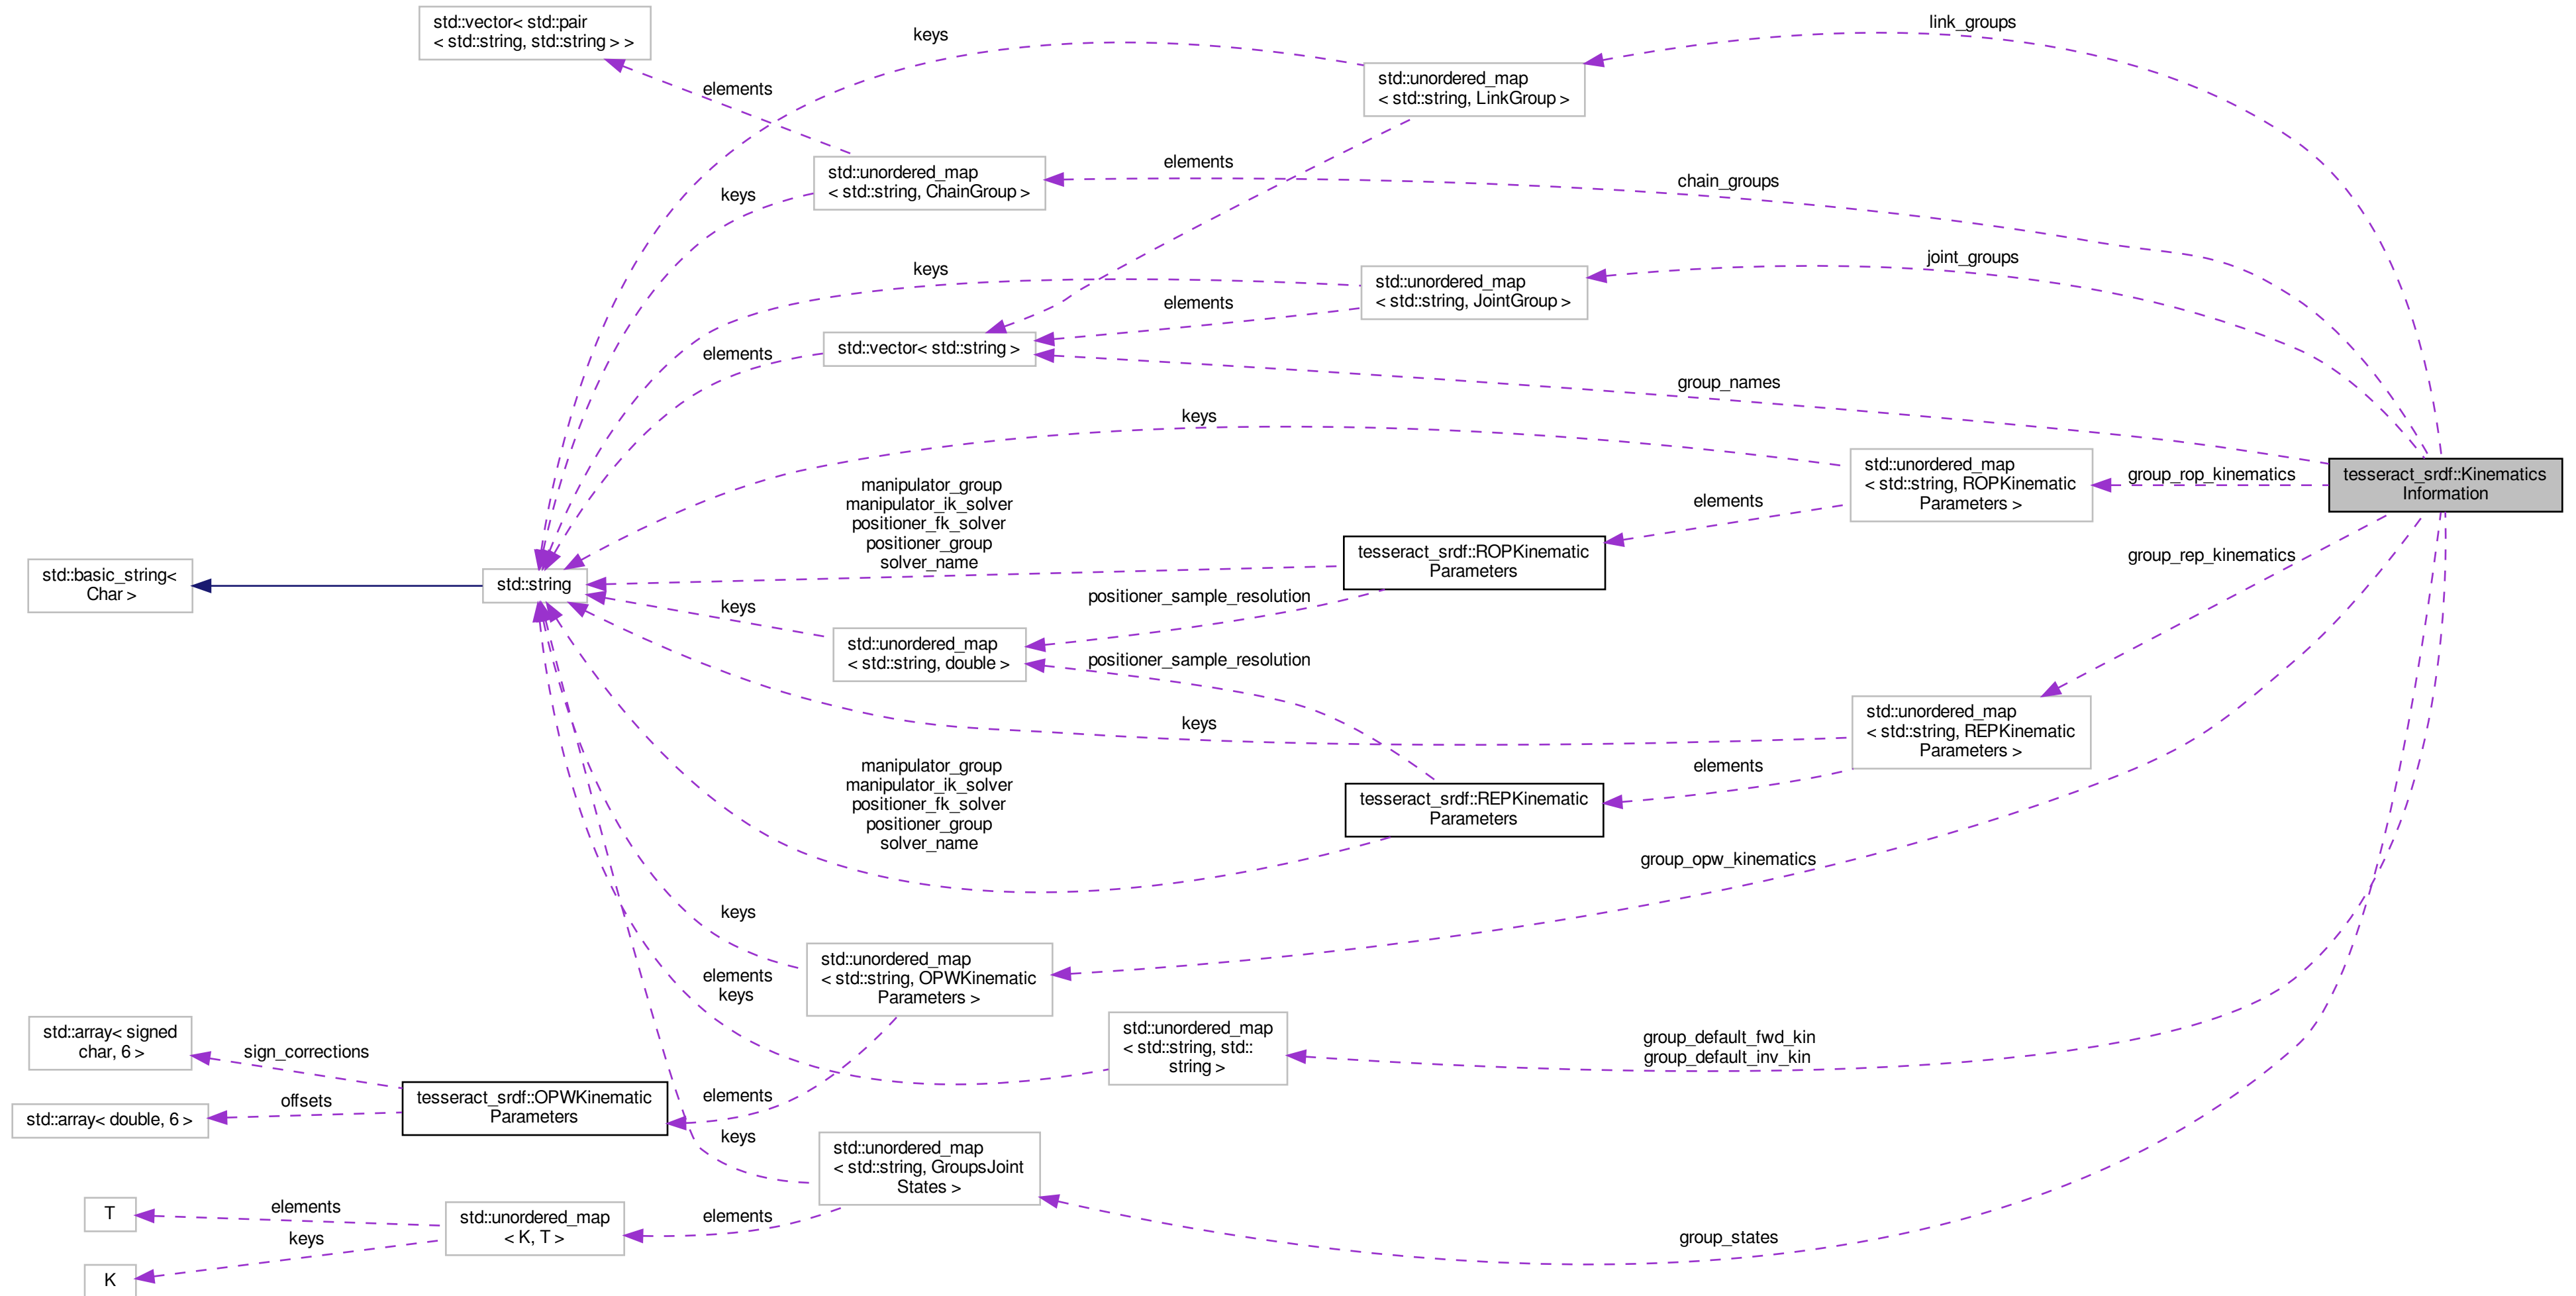 std::vector< std::pair
< std::string, std::string > >
keys
link_groups
elements
std::unordered_map
< std::string, LinkGroup >
std::unordered_map
< std::string, ChainGroup >
elements
chain_groups
keys
keys
joint_groups
std::unordered_map
< std::string, JointGroup >
elements
std::vector< std::string >
elements
group_names
keys
std::unordered_map
< std::string, ROPKinematic
Parameters >
group_rop_kinematics
tesseract_srdf::Kinematics
Information
manipulator_group
manipulator_ik_solver
positioner_fk_solver
positioner_group
solver_name
elements
tesseract_srdf::ROPKinematic
Parameters
group_rep_kinematics
std::basic_string<
Char >
std::string
keys
positioner_sample_resolution
std::unordered_map
< std::string, double >
positioner_sample_resolution
keys
std::unordered_map
< std::string, REPKinematic
Parameters >
manipulator_group
manipulator_ik_solver
positioner_fk_solver
positioner_group
solver_name
elements
tesseract_srdf::REPKinematic
Parameters
group_opw_kinematics
keys
std::unordered_map
< std::string, OPWKinematic
Parameters >
elements
keys
std::array< signed
char, 6 >
sign_corrections
std::unordered_map
< std::string, std::
string >
group_default_fwd_kin
group_default_inv_kin
offsets
std::array< double, 6 >
tesseract_srdf::OPWKinematic
Parameters
elements
keys
std::unordered_map
< std::string, GroupsJoint
States >
T
elements
std::unordered_map
< K, T >
elements
keys
group_states
K